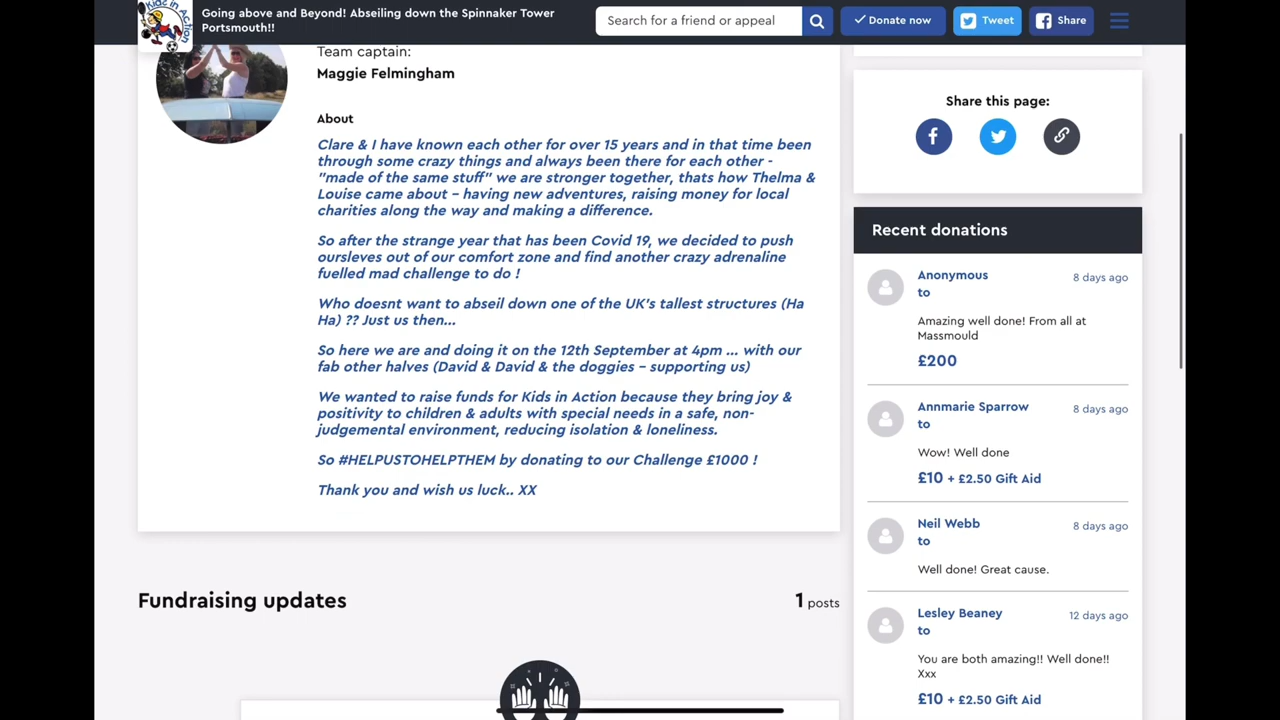 Kidz in Action
Going above and Beyond! Abseiling down the Spinnaker Tower
Portsmouth!!
Search for a friend or appeal
Donate now
Tweet
Share
Team captain:
Maggie Felmingham
About
Clare & I have known each other for over 15 years and in that time been
through some crazy things and always been there for each other -
"made of the same stuff" we are stronger together, thats how Thelma &
Louise came about – having new adventures, raising money for local
charities along the way and making a difference.
So after the strange year that has been Covid 19, we decided to push
oursleves out of our comfort zone and find another crazy adrenaline
fuelled mad challenge to do !
Who doesnt want to abseil down one of the UK's tallest structures (Ha
Ha) ?? Just us then...
So here we are and doing it on the 12th September at 4pm ... with our
fab other halves (David & David & the doggies – supporting us)
We wanted to raise funds for Kids in Action because they bring joy &
positivity to children & adults with special needs in a safe, non-
judgemental environment, reducing isolation & loneliness.
So #HELPUSTOHELPTHEM by donating to our Challenge £1000 !
Thank you and wish us luck.. XX
Fundraising updates
1 posts
Share this page:
Recent donations
Anonymous
to
8 days ago
Amazing well done! From all at
Massmould
£200
Annmarie Sparrow
to
8 days ago
Wow! Well done
£10 + £2.50 Gift Aid
Neil Webb
to
8 days ago
Well done! Great cause.
Lesley Beaney
to
12 days ago
You are both amazing!! Well done!!
Xxx
£10 + £2.50 Gift Aid